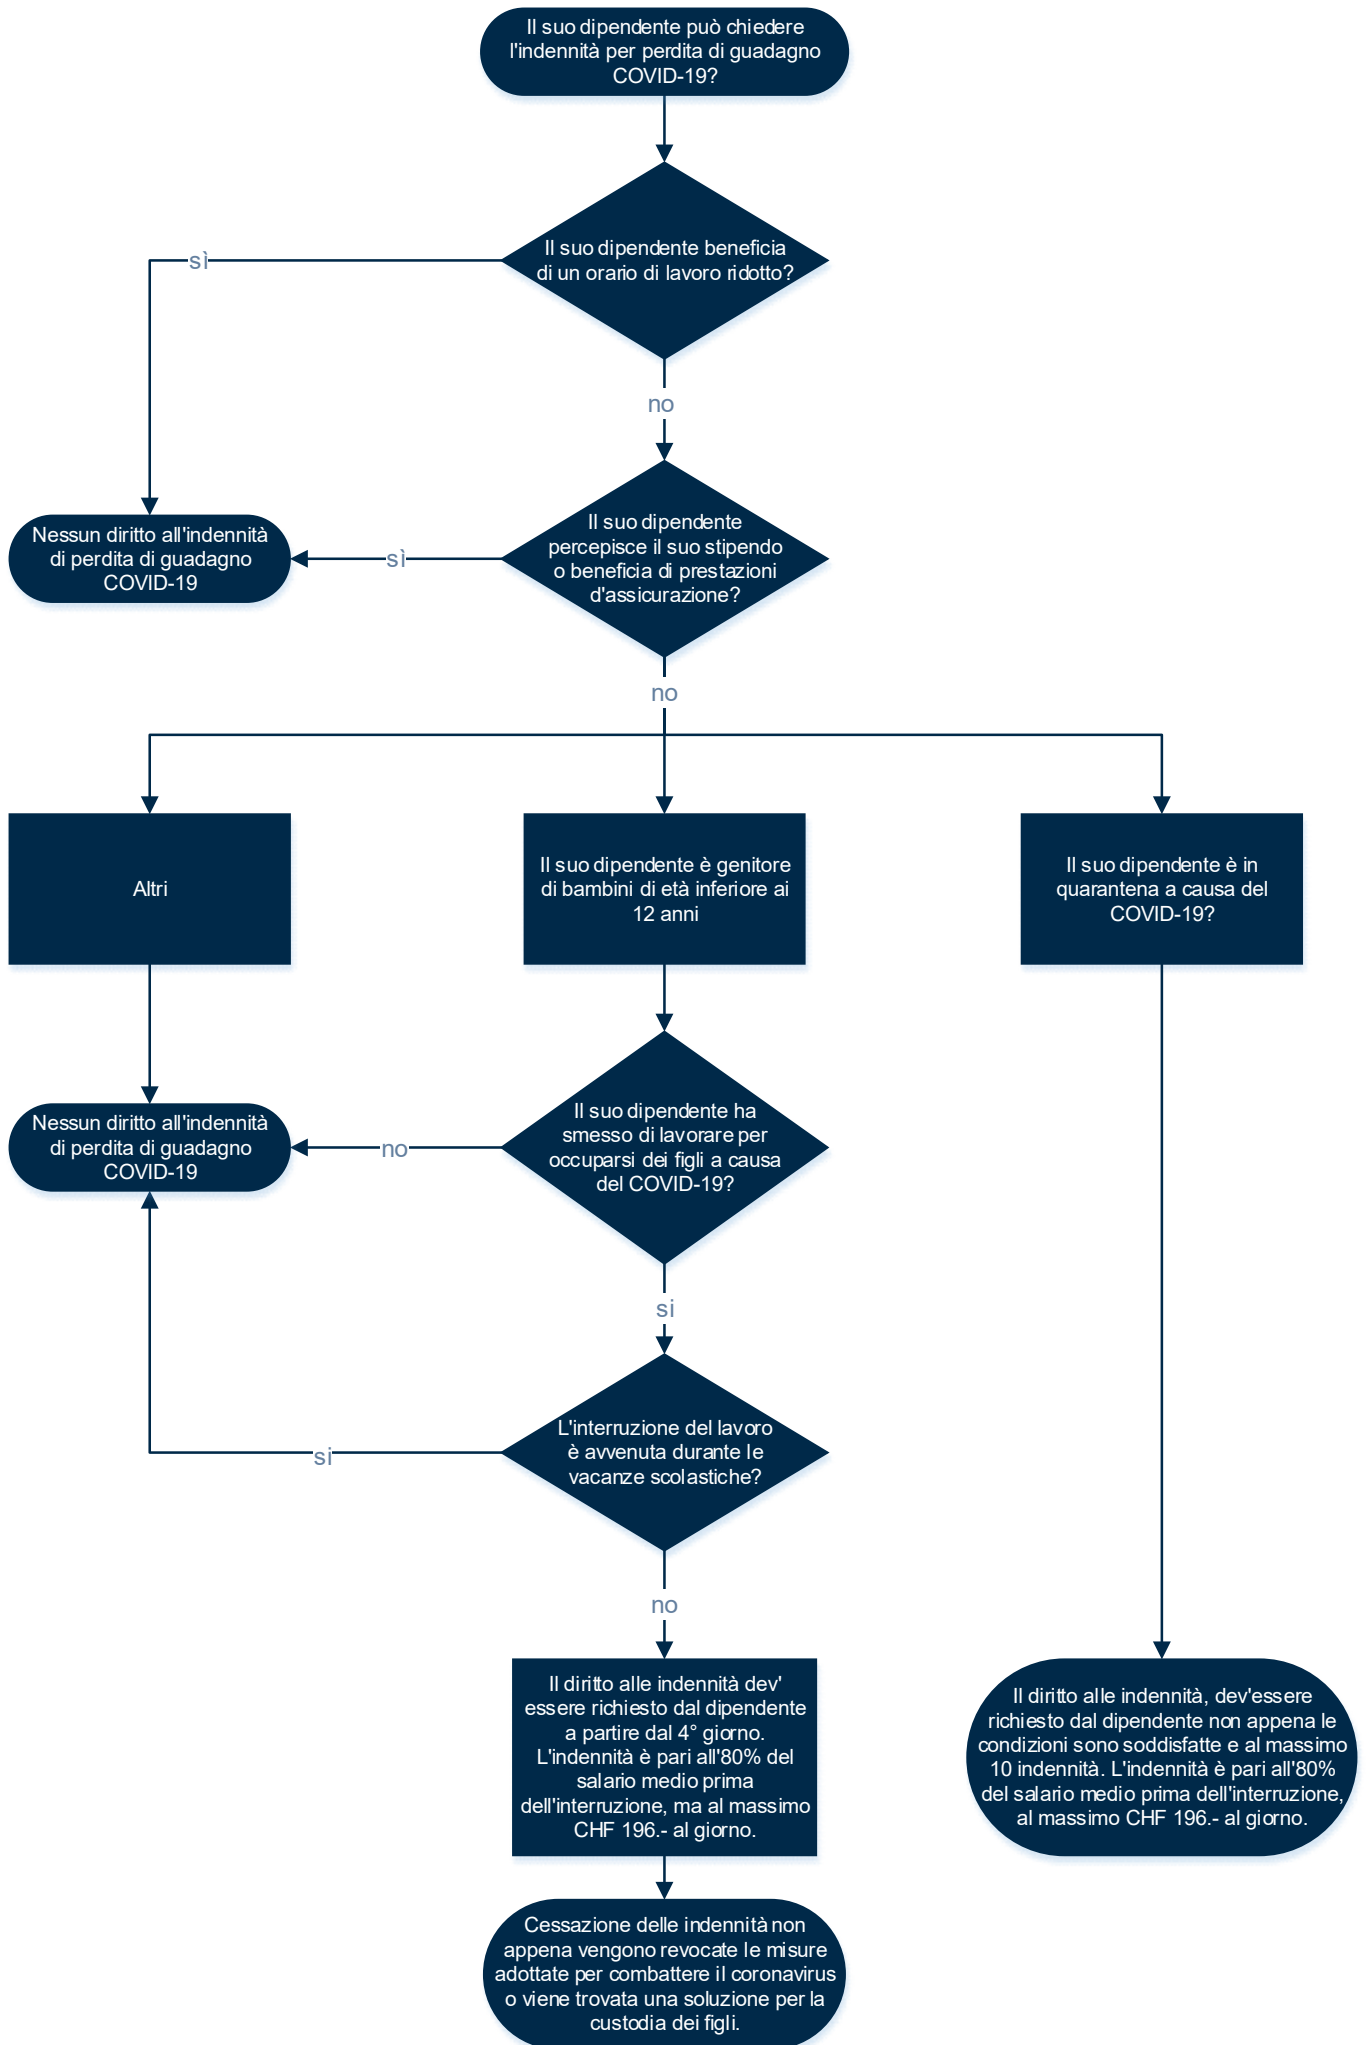 Il suo dipendente può chiedere
l'indennità per perdita di guadagno
COVID-19?
Il suo dipendente beneficia
di un orario di lavoro ridotto?
sì
no
Il suo dipendente
percepisce il suo stipendo
o beneficia di prestazioni
d'assicurazione?
sì
Nessun diritto all'indennità
di perdita di guadagno
COVID-19
no
Altri
Il suo dipendente è genitore
di bambini di età inferiore ai
12 anni
Il suo dipendente è in
quarantena a causa del
COVID-19?
Nessun diritto all'indennità
di perdita di guadagno
COVID-19
no
Il suo dipendente ha
smesso di lavorare per
occuparsi dei figli a causa
del COVID-19?
si
L'interruzione del lavoro
è avvenuta durante le
vacanze scolastiche?
si
no
Il diritto alle indennità dev'
essere richiesto dal dipendente
a partire dal 4° giorno.
L'indennità è pari all'80% del
salario medio prima
dell'interruzione, ma al massimo
CHF 196.- al giorno.
Il diritto alle indennità, dev'essere
richiesto dal dipendente non appena le
condizioni sono soddisfatte e al massimo
10 indennità. L'indennità è pari all'80%
del salario medio prima dell'interruzione,
al massimo CHF 196.- al giorno.
Cessazione delle indennità non
appena vengono revocate le misure
adottate per combattere il coronavirus
o viene trovata una soluzione per la
custodia dei figli.